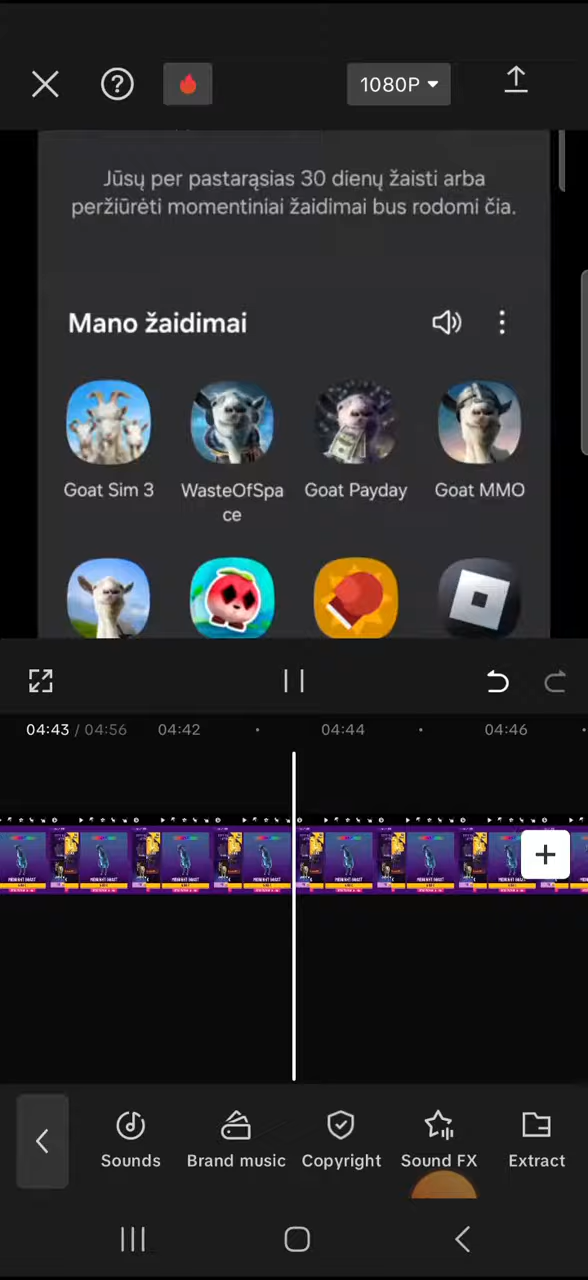 1080P
Jūsų per pastarąsias 30 dienų žaisti arba
peržiūrėti momentiniai žaidimai bus rodomi čia.
Mano žaidimai
Goat Sim 3
WasteOfSpa
ce
Goat Payday
Goat MMO
04:43 / 04:56
04:42
04:44
04:46
Sounds
Brand music
Copyright
Sound FX
Extract